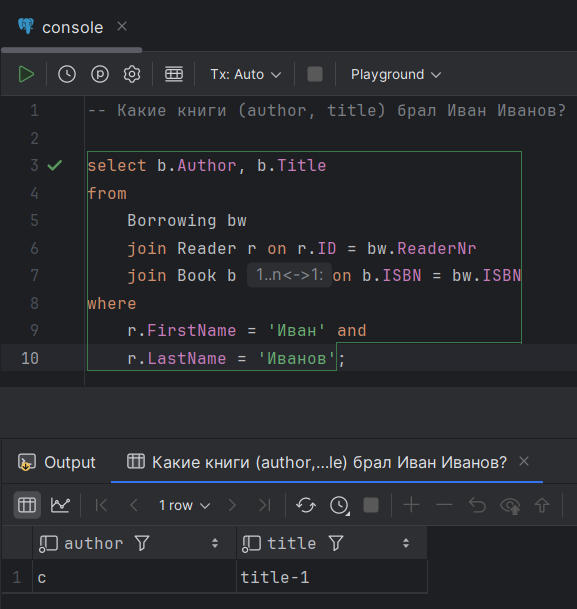 console
Tx: Auto
Playground
1 -- Какие книги (author, title) брал Иван Иванов?
2
3 select b.Author, b.Title
4 from
5 Borrowing bw
6 join Reader r on r.ID = bw.ReaderNr
7 join Book b 1..n<->1: on b.ISBN = bw.ISBN
8 where
9 r.FirstName = 'Иван' and
10 r.LastName = 'Иванов';
Output Какие книги (author,...le) брал Иван Иванов?
1 row
author title
1 c title-1